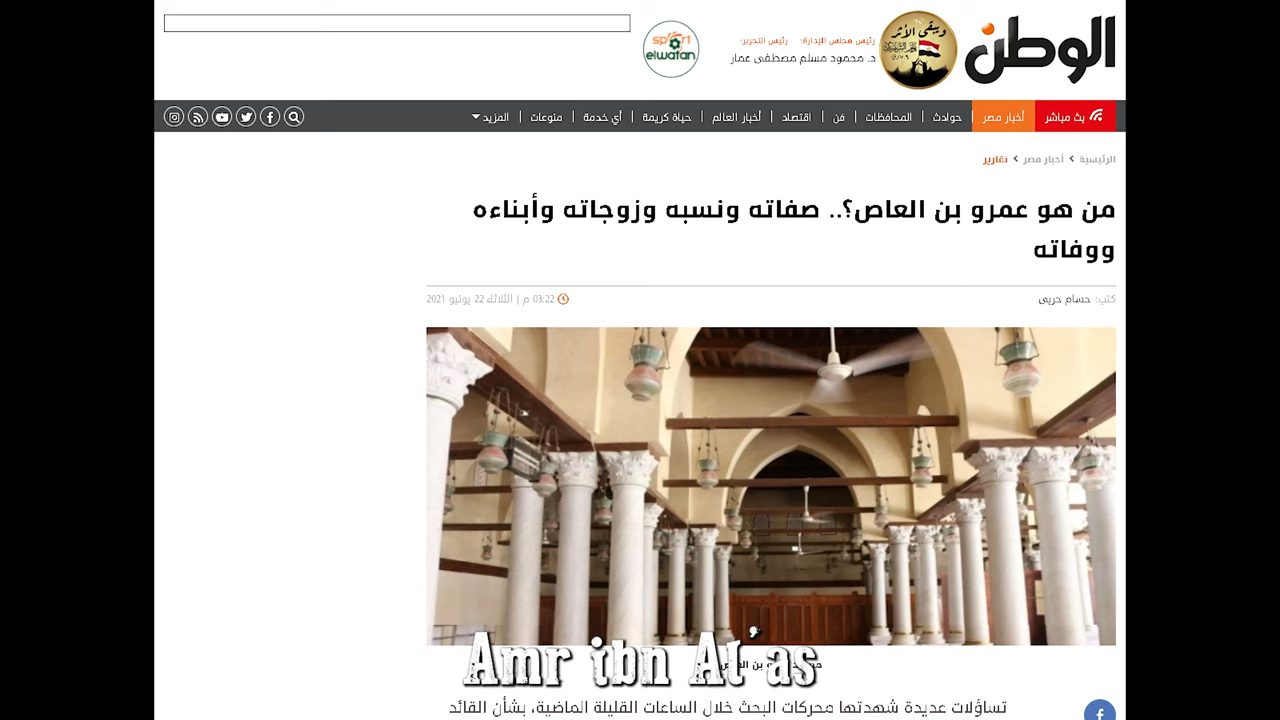 الوطن
ويبقى الأثر
رئيس مجلس الإدارة:
رئيس التحرير:
د. محمود مسلم
مصطفى عمار
sport
elwatan
بث مباشر
أخبار مصر
حوادث
المحافظات
فن
اقتصاد
أخبار العالم
حياة كريمة
أي خدمة
منوعات
المزيد
الرئيسية
أخبار مصر
تقارير
من هو عمرو بن العاص؟.. صفاته ونسبه وزوجاته وأبناءه
ووفاته
كتب: حسام حربي
03:22 م | الثلاثاء 22 يونيو 2021
Amr ibn Al'as
تساؤلات عديدة شهدتها محركات البحث خلال الساعات القليلة الماضية، بشأن القائد